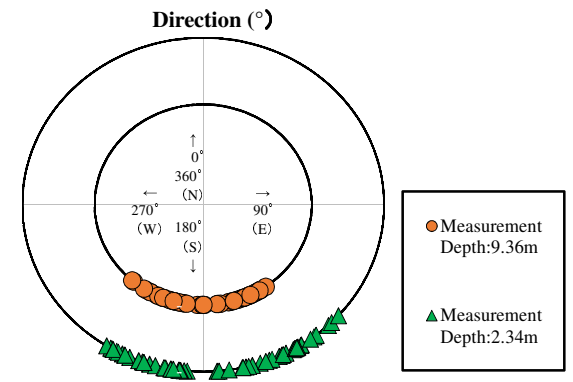 Direction (°)
↑
0°
360°
(N)
←
→
270°
(W)
90°
(E)
180°
(S)
↓
Measurement
Depth:9.36m
Measurement
Depth:2.34m